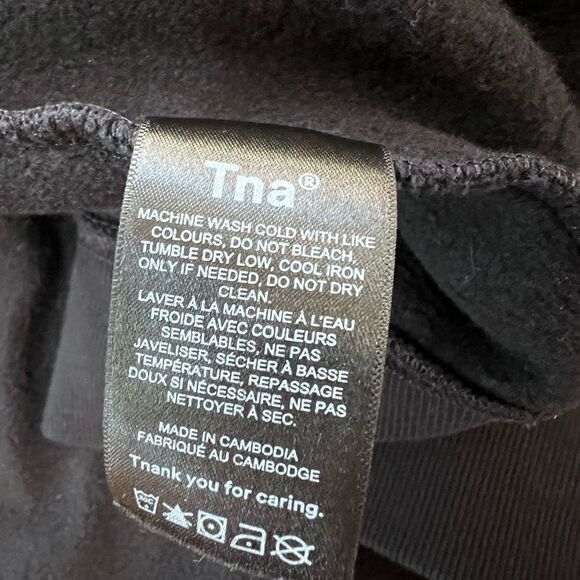 Tna®
MACHINE WASH COLD WITH LIKE
COLOURS, DO NOT BLEACH,
TUMBLE DRY LOW, COOL IRON
ONLY IF NEEDED, DO NOT DRY
CLEAN.
LAVER À LA MACHINE À L'EAU
FROIDE AVEC COULEURS
SEMBLABLES, NE PAS
JAVELISER, SÉCHER À BASSE
TEMPÉRATURE, REPASSAGE
DOUX SI NÉCESSAIRE, NE PAS
NETTOYER À SEC.
MADE IN CAMBODIA
FABRIQUÉ AU CAMBODGE
Tnank you for caring.